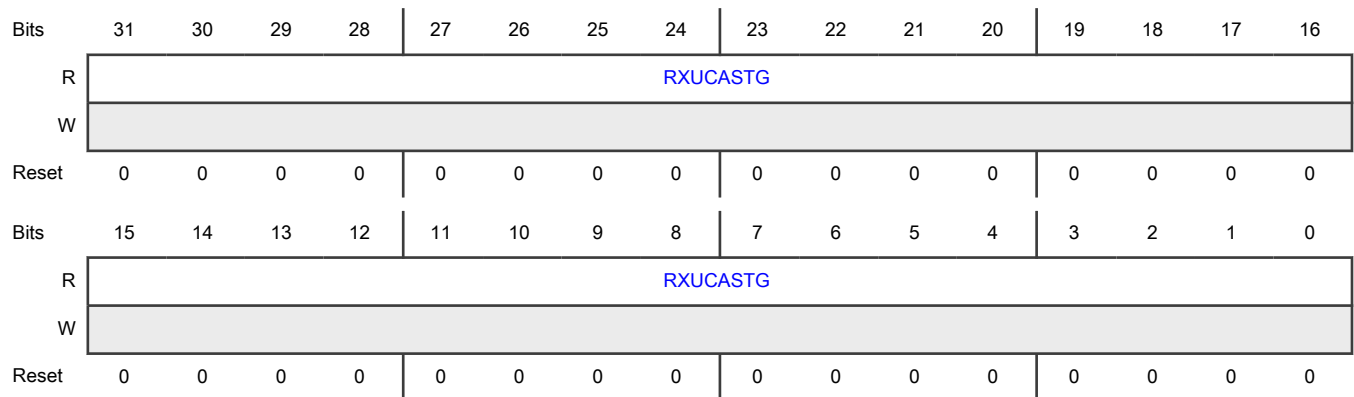 Bits 31 30 29 28 27 26 25 24 23 22 21 20 19 18 17 16
R RXUCASTG
W
Reset 0 0 0 0 0 0 0 0 0 0 0 0 0 0 0 0
Bits 15 14 13 12 11 10 9 8 7 6 5 4 3 2 1 0
R RXUCASTG
W
Reset 0 0 0 0 0 0 0 0 0 0 0 0 0 0 0 0